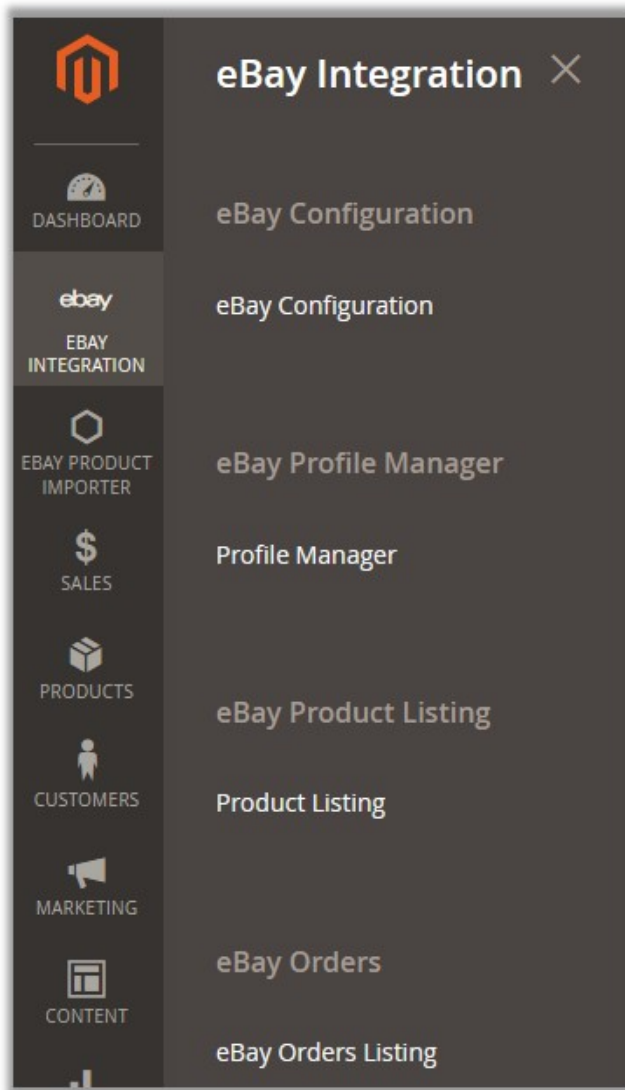 eBay Integration
DASHBOARD
ebay
EBAY
INTEGRATION
EBAY PRODUCT
IMPORTER
$
SALES
PRODUCTS
CUSTOMERS
MARKETING
CONTENT
eBay Configuration
eBay Configuration
eBay Profile Manager
Profile Manager
eBay Product Listing
Product Listing
eBay Orders
eBay Orders Listing